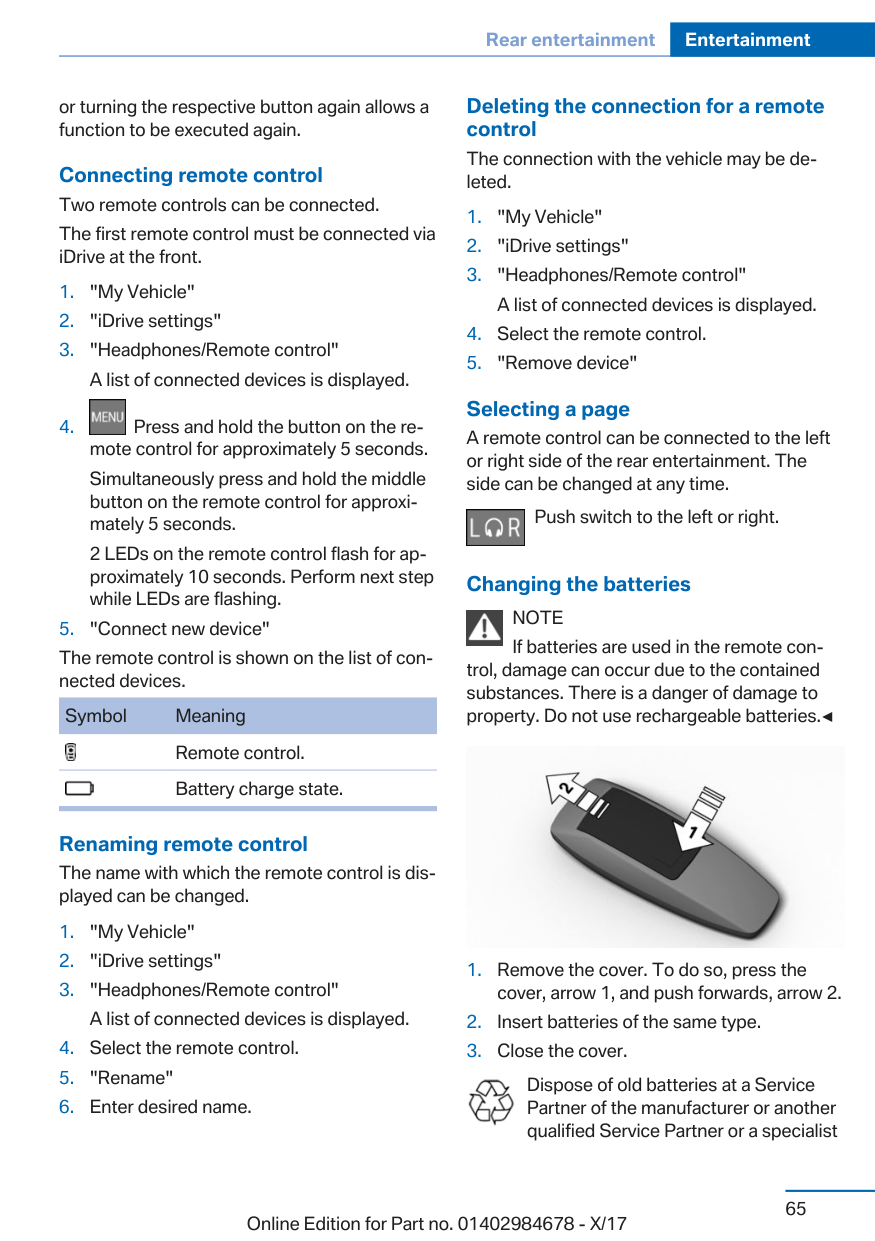 Rear entertainment Entertainment
or turning the respective button again allows a
function to be executed again.
Connecting remote control
Two remote controls can be connected.
The first remote control must be connected via
iDrive at the front.
1. "My Vehicle"
2. "iDrive settings"
3. "Headphones/Remote control"
A list of connected devices is displayed.
4. MENU Press and hold the button on the re-
mote control for approximately 5 seconds.
Simultaneously press and hold the middle
button on the remote control for approxi-
mately 5 seconds.
2 LEDs on the remote control flash for ap-
proximately 10 seconds. Perform next step
while LEDs are flashing.
5. "Connect new device"
The remote control is shown on the list of con-
nected devices.
Symbol Meaning
Remote control.
Battery charge state.
Renaming remote control
The name with which the remote control is dis-
played can be changed.
1. "My Vehicle"
2. "iDrive settings"
3. "Headphones/Remote control"
A list of connected devices is displayed.
4. Select the remote control.
5. "Rename"
6. Enter desired name.
Deleting the connection for a remote
control
The connection with the vehicle may be de-
leted.
1. "My Vehicle"
2. "iDrive settings"
3. "Headphones/Remote control"
A list of connected devices is displayed.
4. Select the remote control.
5. "Remove device"
Selecting a page
A remote control can be connected to the left
or right side of the rear entertainment. The
side can be changed at any time.
L R Push switch to the left or right.
Changing the batteries
NOTE
If batteries are used in the remote con-
trol, damage can occur due to the contained
substances. There is a danger of damage to
property. Do not use rechargeable batteries.◄
2
1
1. Remove the cover. To do so, press the
cover, arrow 1, and push forwards, arrow 2.
2. Insert batteries of the same type.
3. Close the cover.
Dispose of old batteries at a Service
Partner of the manufacturer or another
qualified Service Partner or a specialist
65
Online Edition for Part no. 01402984678 - X/17